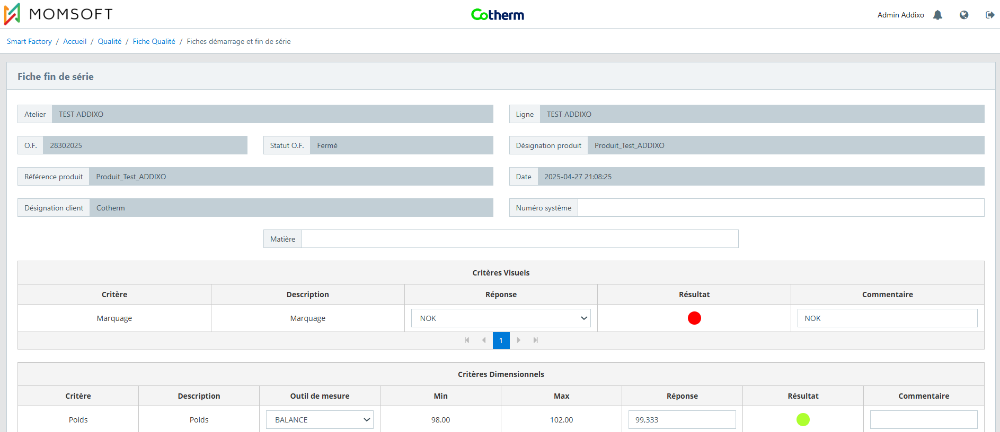 MOMSOFT
Cotherm
Admin Addixo
Smart Factory / Accueil / Qualité / Fiche Qualité / Fiches démarrage et fin de série
Fiche fin de série
Atelier TEST ADDIXO
Ligne TEST ADDIXO
O.F. 28302025
Statut O.F. Fermé
Désignation produit Produit_Test_ADDIXO
Référence produit Produit_Test_ADDIXO
Date 2025-04-27 21:08:25
Désignation client Cotherm
Numéro système
Matière
Critères Visuels
Critère Description Réponse Résultat Commentaire
Marquage Marquage NOK NOK
1
Critères Dimensionnels
Critère Description Outil de mesure Min Max Réponse Résultat Commentaire
Poids Poids BALANCE 98.00 102.00 99,333